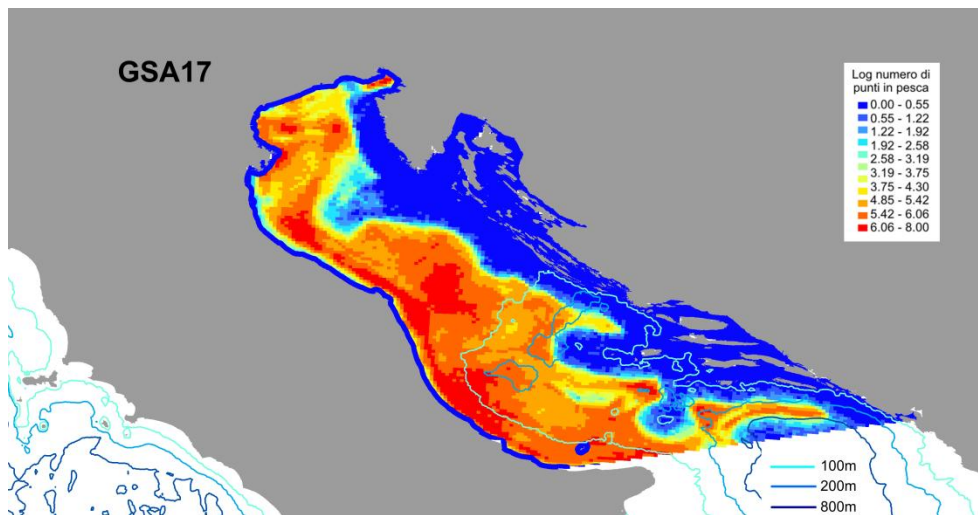 GSA17
Log numero di
punti in pesca
0.00 - 0.55
0.55 - 1.22
1.22 - 1.92
1.92 - 2.58
2.58 - 3.19
3.19 - 3.75
3.75 - 4.30
4.85 - 5.42
5.42 - 6.06
6.06 - 8.00
100m
200m
800m